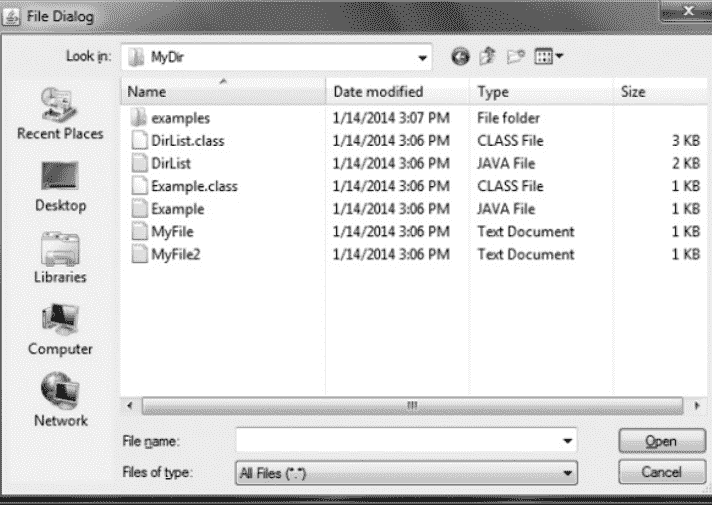 File Dialog
Look in: MyDir
Name Date modified Type Size
examples 1/14/2014 3:07 PM File folder
DirList.class 1/14/2014 3:06 PM CLASS File 3 KB
DirList 1/14/2014 3:06 PM JAVA File 2 KB
Example.class 1/14/2014 3:06 PM CLASS File 1 KB
Example 1/14/2014 3:06 PM JAVA File 1 KB
MyFile 1/14/2014 3:06 PM Text Document 1 KB
MyFile2 1/14/2014 3:06 PM Text Document 1 KB
Recent Places
Desktop
Libraries
Computer
Network
File name: Open
Files of type: All Files (*.*) Cancel